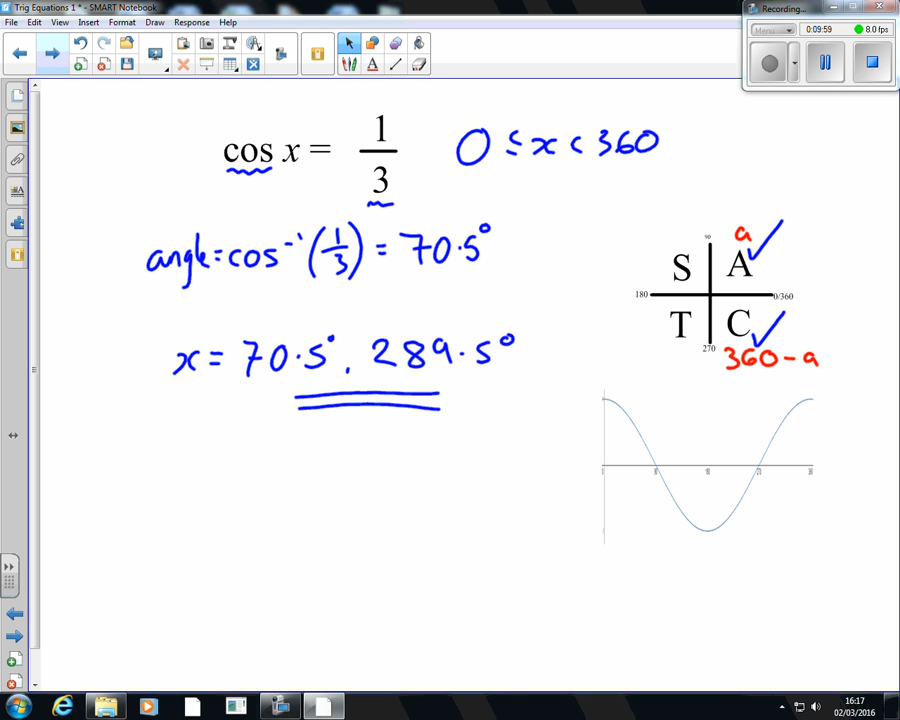 Trig Equations 1 * - SMART Notebook
File Edit View Insert Format Draw Response Help
Recording...
Menu
0:09:59
8.0 fps
cos x = 1/3
0 ≤ x < 360
angle = cos⁻¹(1/3) = 70.5°
x = 70.5°, 289.5°
90
a
S A
180
0/360
T C
270
360 - a
16:17
02/03/2016